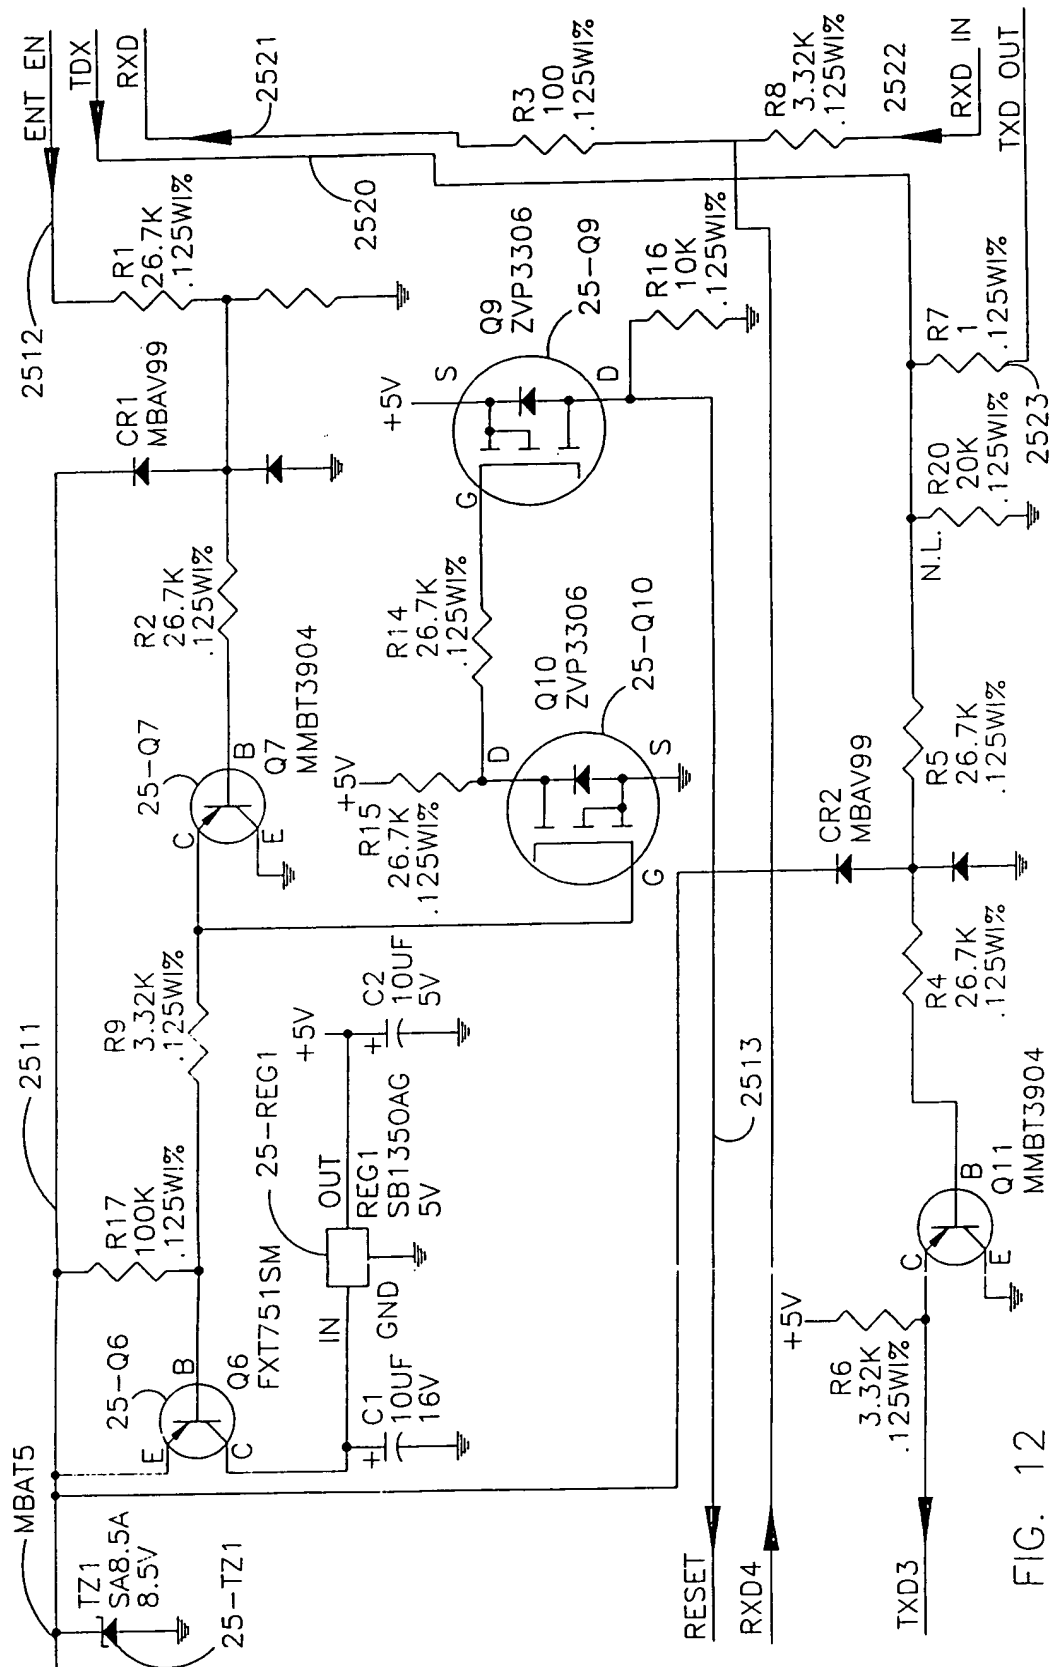 MBAT5
2511
2512
ENT EN
TDX
RXD
TZ1
SA8.5A
8.5V
25-TZ1
25-Q6
E
B
C
Q6
FXT751SM
R17
100K
.125W1%
R9
3.32K
.125W1%
25-Q7
C
B
E
Q7
MMBT3904
R2
26.7K
.125W1%
CR1
MBAV99
R1
26.7K
.125W1%
2520
2521
25-REG1
IN
OUT
GND
REG1
SB1350AG
5V
+
C1
10UF
16V
+5V
+
C2
10UF
5V
+5V
R15
26.7K
.125W1%
D
G
S
Q10
ZVP3306
25-Q10
R14
26.7K
.125W1%
+5V
S
G
D
Q9
ZVP3306
25-Q9
R16
10K
.125W1%
R3
100
.125W1%
R8
3.32K
.125W1%
2522
RXD IN
TXD OUT
RESET
2513
RXD4
+5V
R6
3.32K
.125W1%
C
B
E
Q11
MMBT3904
R4
26.7K
.125W1%
CR2
MBAV99
R5
26.7K
.125W1%
N.L.
R20
20K
.125W1%
R7
1
.125W1%
2523
TXD3
FIG. 12